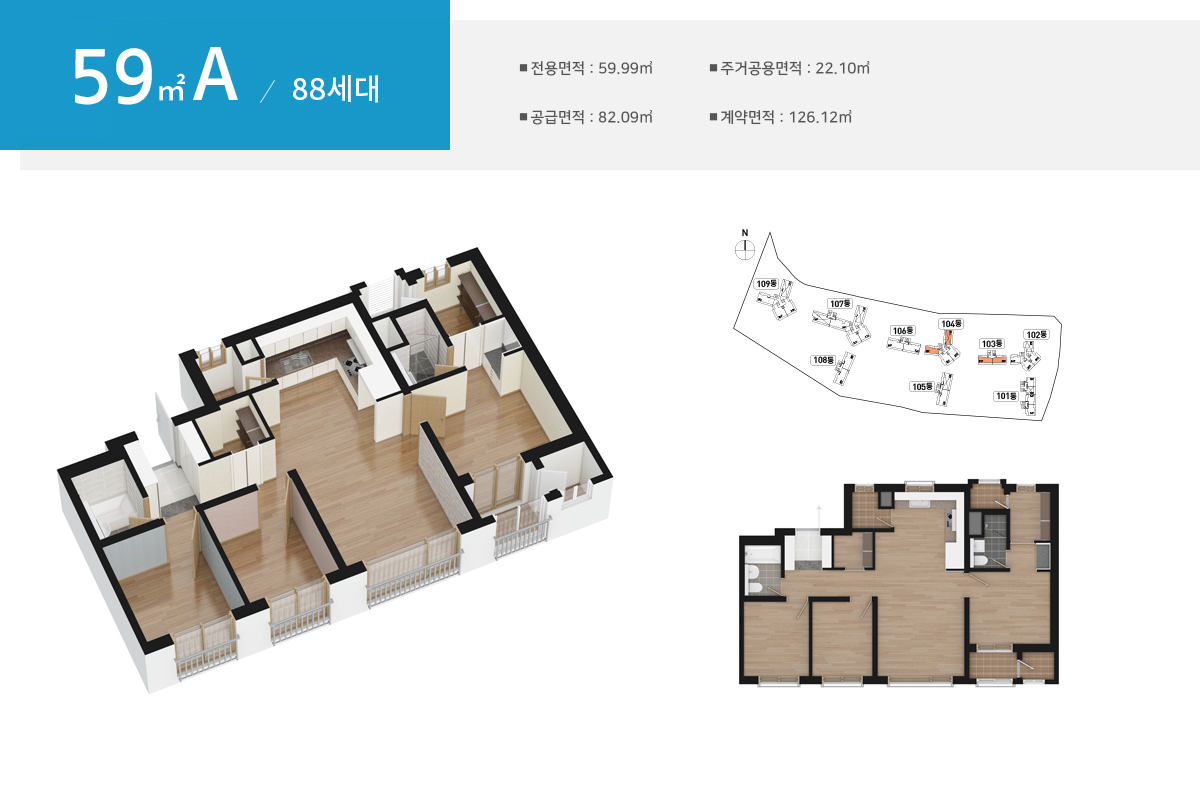 59㎡A / 88세대
■ 전용면적 : 59.99㎡
■ 주거공용면적 : 22.10㎡
■ 공급면적 : 82.09㎡
■ 계약면적 : 126.12㎡
N
109동
107동
106동
104동
103동
102동
108동
105동
101동